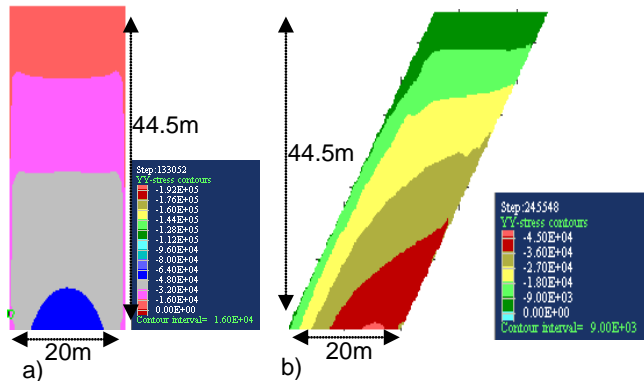 44.5m
Step:133052
YY-stress contours
-1.92E+05
-1.76E+05
-1.60E+05
-1.44E+05
-1.28E+05
-1.12E+05
-9.60E+04
-8.00E+04
-6.40E+04
-4.80E+04
-3.20E+04
-1.60E+04
0.00E+00
Contour interval= 1.60E+04
20m
a)
44.5m
Step:245548
YY-stress contours
-4.50E+04
-3.60E+04
-2.70E+04
-1.80E+04
-9.00E+03
0.00E+00
Contour interval= 9.00E+03
20m
b)